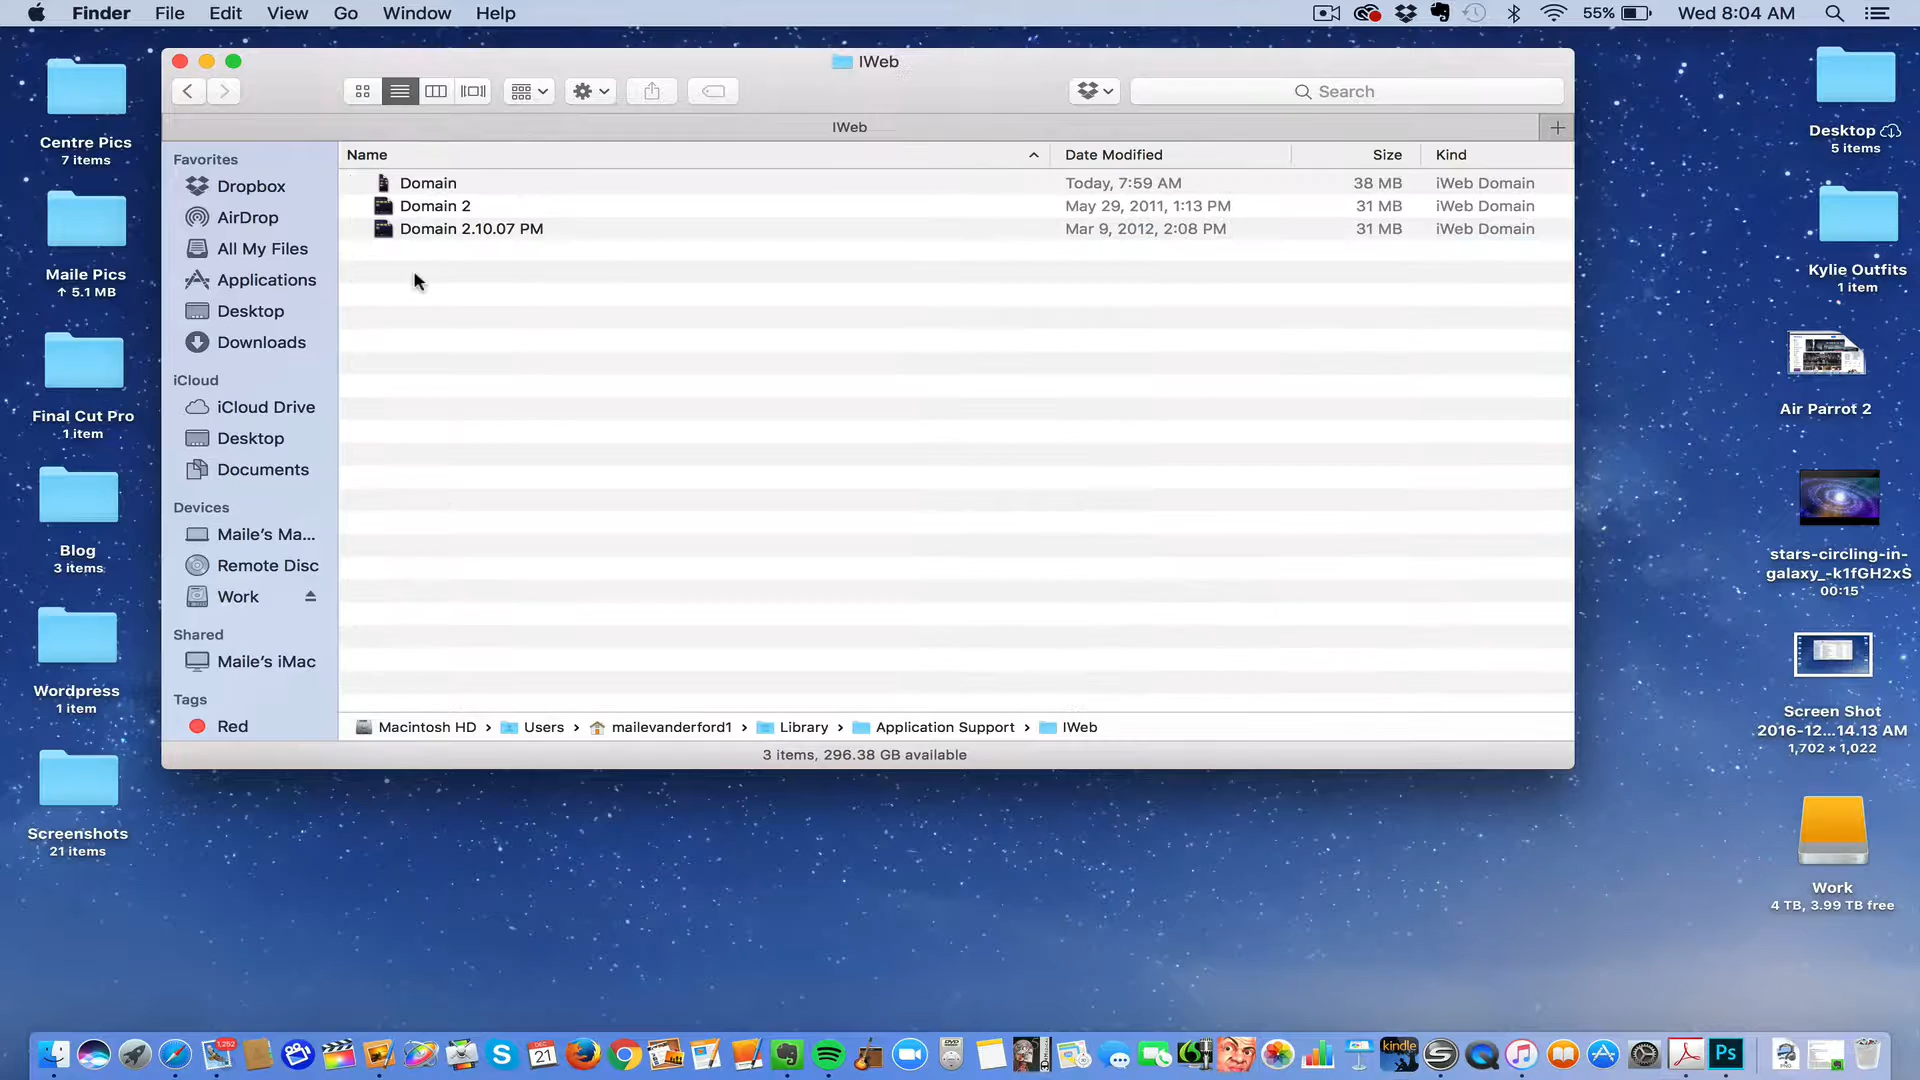 Finder File Edit View Go Window Help
55% Wed 8:04 AM
IWeb
Search
IWeb
Name Date Modified Size Kind
Domain Today, 7:59 AM 38 MB iWeb Domain
Domain 2 May 29, 2011, 1:13 PM 31 MB iWeb Domain
Domain 2.10.07 PM Mar 9, 2012, 2:08 PM 31 MB iWeb Domain
Favorites
Dropbox
AirDrop
All My Files
Applications
Desktop
Downloads
iCloud
iCloud Drive
Desktop
Documents
Devices
Maile's Ma...
Remote Disc
Work
Shared
Maile's iMac
Tags
Red
Macintosh HD › Users › mailevanderford1 › Library › Application Support › IWeb
3 items, 296.38 GB available
Centre Pics
7 items
Maile Pics
↑ 5.1 MB
Final Cut Pro
1 item
Blog
3 items
Wordpress
1 item
Screenshots
21 items
Desktop
5 items
Kylie Outfits
1 item
Air Parrot 2
stars-circling-in-
galaxy_-k1fGH2xS
00:15
Screen Shot
2016-12...14.13 AM
1,702 × 1,022
Work
4 TB, 3.99 TB free
1,252
DEC
21
kindle
Ps